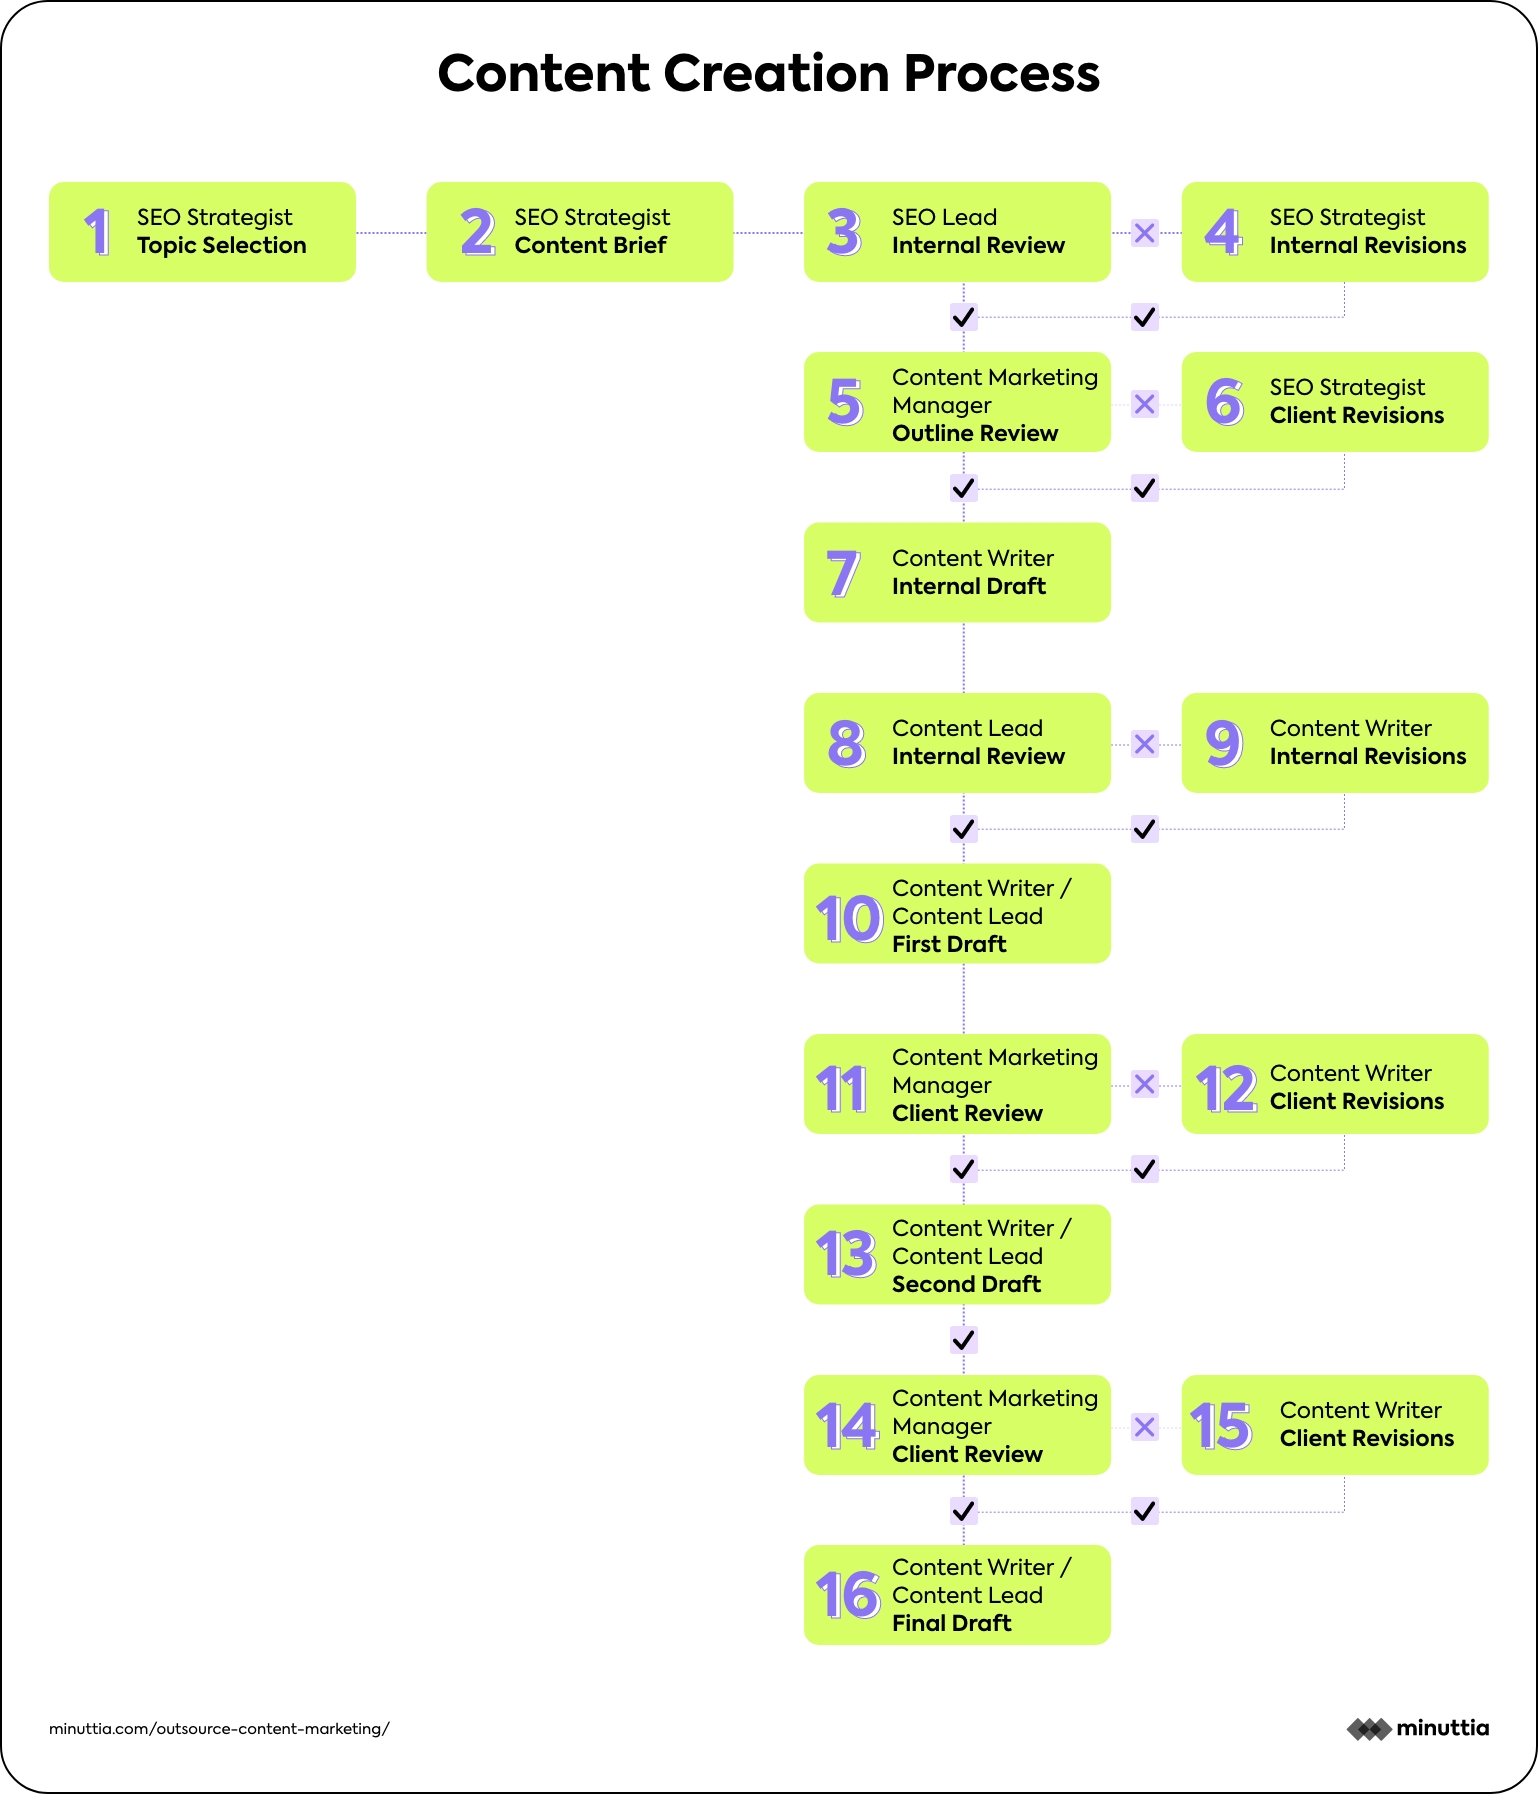 Content Creation Process
1
SEO Strategist
Topic Selection
2
SEO Strategist
Content Brief
3
SEO Lead
Internal Review
4
SEO Strategist
Internal Revisions
5
Content Marketing
Manager
Outline Review
6
SEO Strategist
Client Revisions
7
Content Writer
Internal Draft
8
Content Lead
Internal Review
9
Content Writer
Internal Revisions
10
Content Writer /
Content Lead
First Draft
11
Content Marketing
Manager
Client Review
12
Content Writer
Client Revisions
13
Content Writer /
Content Lead
Second Draft
14
Content Marketing
Manager
Client Review
15
Content Writer
Client Revisions
16
Content Writer /
Content Lead
Final Draft
minuttia.com/outsource-content-marketing/
minuttia